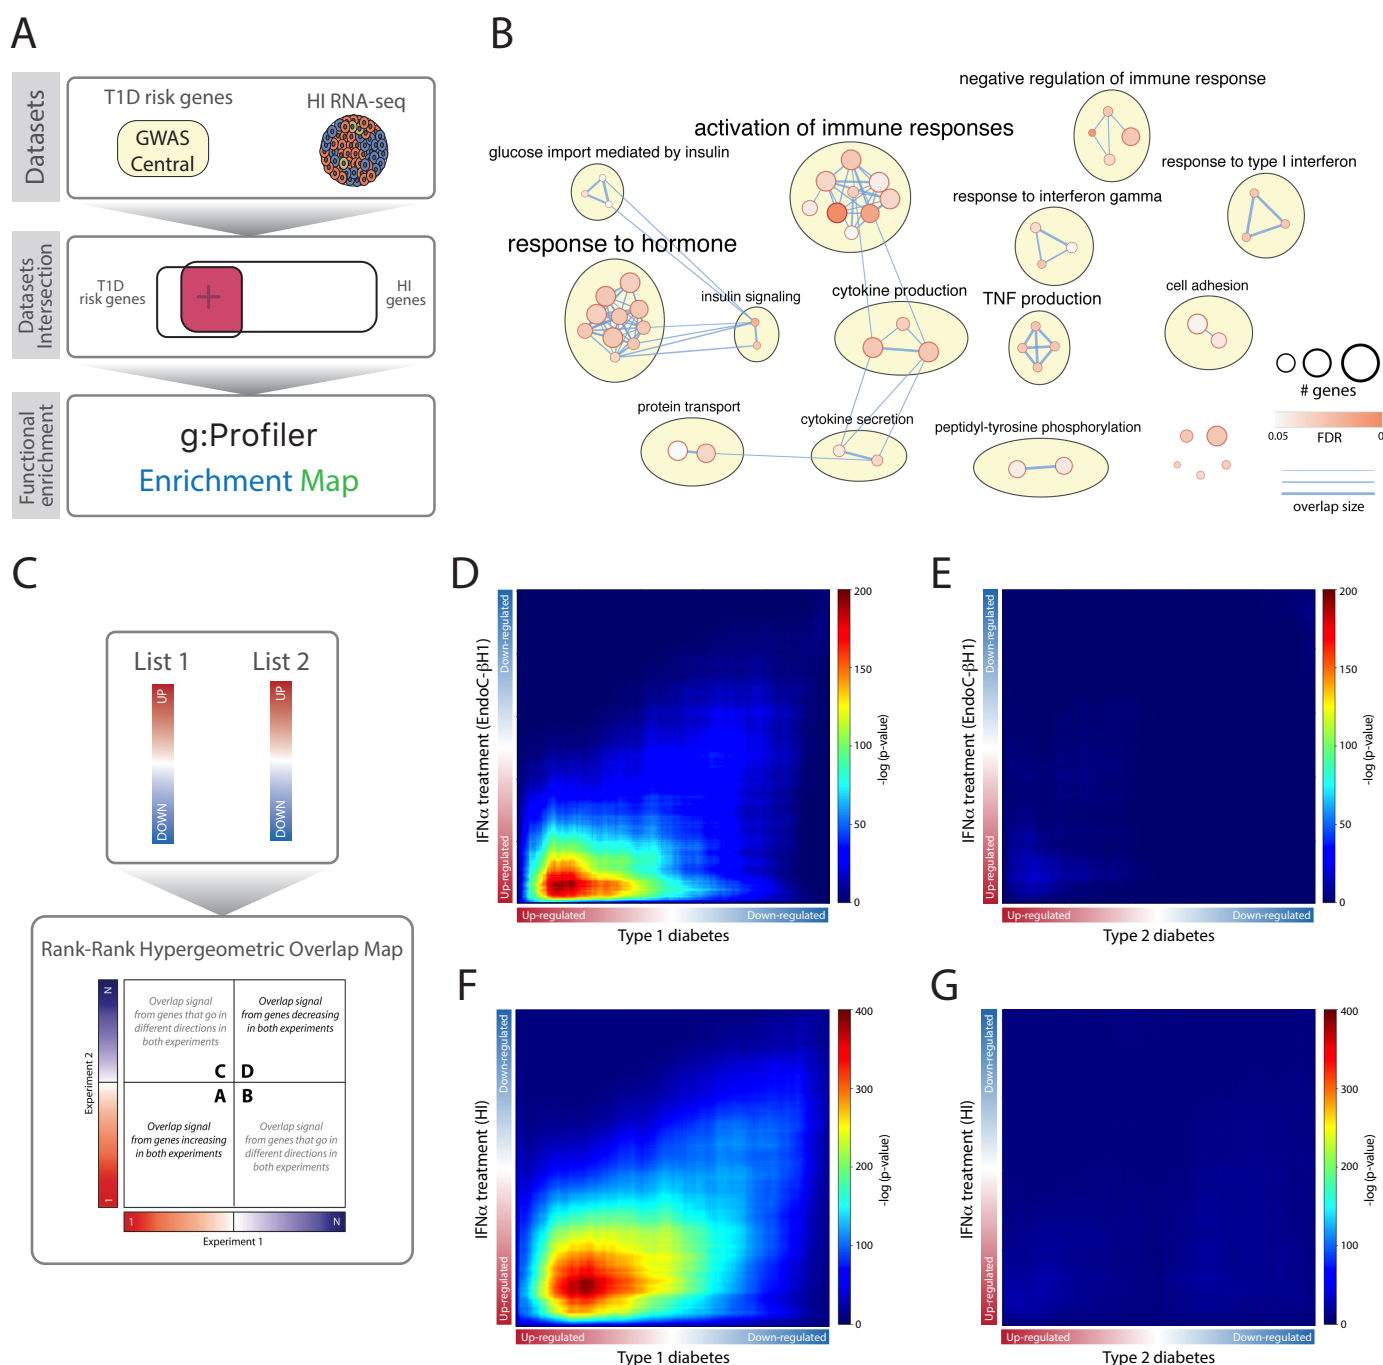 A
Datasets
T1D risk genes
GWAS
Central
HI RNA-seq
Datasets
Intersection
T1D
risk genes
HI
genes
Functional
enrichment
g:Profiler
Enrichment Map
B
negative regulation of immune response
activation of immune responses
glucose import mediated by insulin
response to type I interferon
response to interferon gamma
response to hormone
insulin signaling
cytokine production
TNF production
cell adhesion
# genes
protein transport
cytokine secretion
peptidyl-tyrosine phosphorylation
0.05
FDR
0
overlap size
C
List 1
List 2
UP
DOWN
UP
DOWN
Rank-Rank Hypergeometric Overlap Map
Experiment 2
N
1
Overlap signal
from genes that go in
different directions in
both experiments
C
Overlap signal
from genes decreasing
in both experiments
D
A
Overlap signal
from genes increasing
in both experiments
B
Overlap signal
from genes that go in
different directions in
both experiments
1
N
Experiment 1
D
IFNα treatment (EndoC-βH1)
Down-regulated
Up-regulated
Up-regulated
Down-regulated
Type 1 diabetes
200
150
100
50
0
-log (p-value)
E
IFNα treatment (EndoC-βH1)
Down-regulated
Up-regulated
Up-regulated
Down-regulated
Type 2 diabetes
200
150
100
50
0
-log (p-value)
F
IFNα treatment (HI)
Down-regulated
Up-regulated
Up-regulated
Down-regulated
Type 1 diabetes
400
300
200
100
0
-log (p-value)
G
IFNα treatment (HI)
Down-regulated
Up-regulated
Up-regulated
Down-regulated
Type 2 diabetes
400
300
200
100
0
-log (p-value)